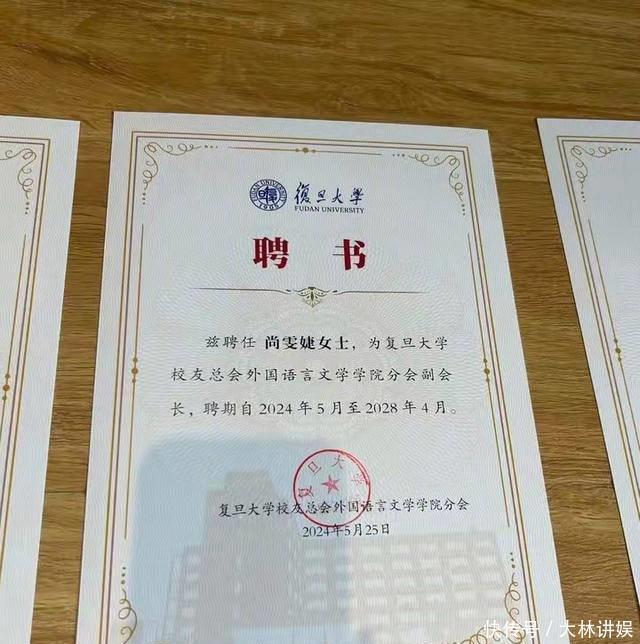 復旦大學
FUDAN UNIVERSITY
聘书
兹聘任 尚雯婕女士，为复旦大学
校友总会外国语言文学学院分会副会
长，聘期自2024年5月至2028年4月。
复旦大学校友总会外国语言文学学院分会
2024年5月25日
快传号 / 大林讲娱